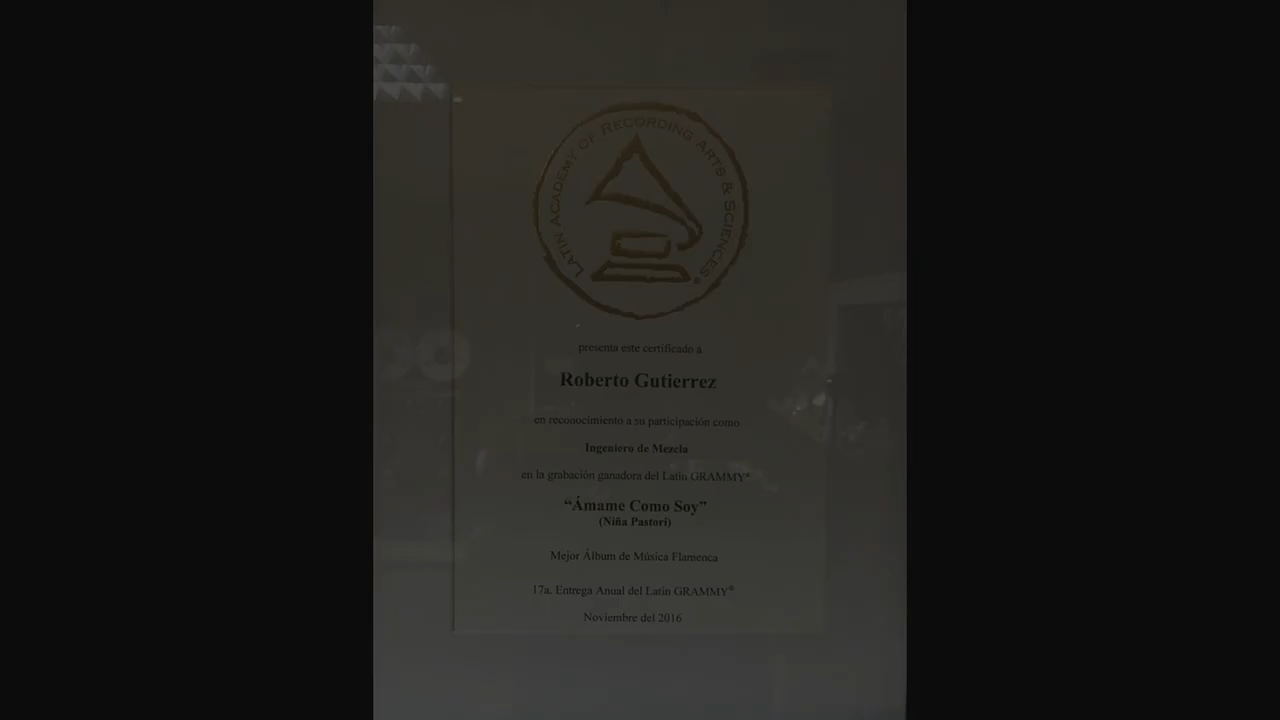 LATIN ACADEMY OF RECORDING ARTS & SCENCES®
presenta este certificado a
Roberto Gutierrez
en reconocimiento a su participación como
Ingeniero de Mezcla
en la grabación ganadora del Latin GRAMMY®
“Ámame Como Soy”
(Niña Pastori)
Mejor Álbum de Música Flamenca
17a. Entrega Anual del Latin GRAMMY®
Noviembre del 2016